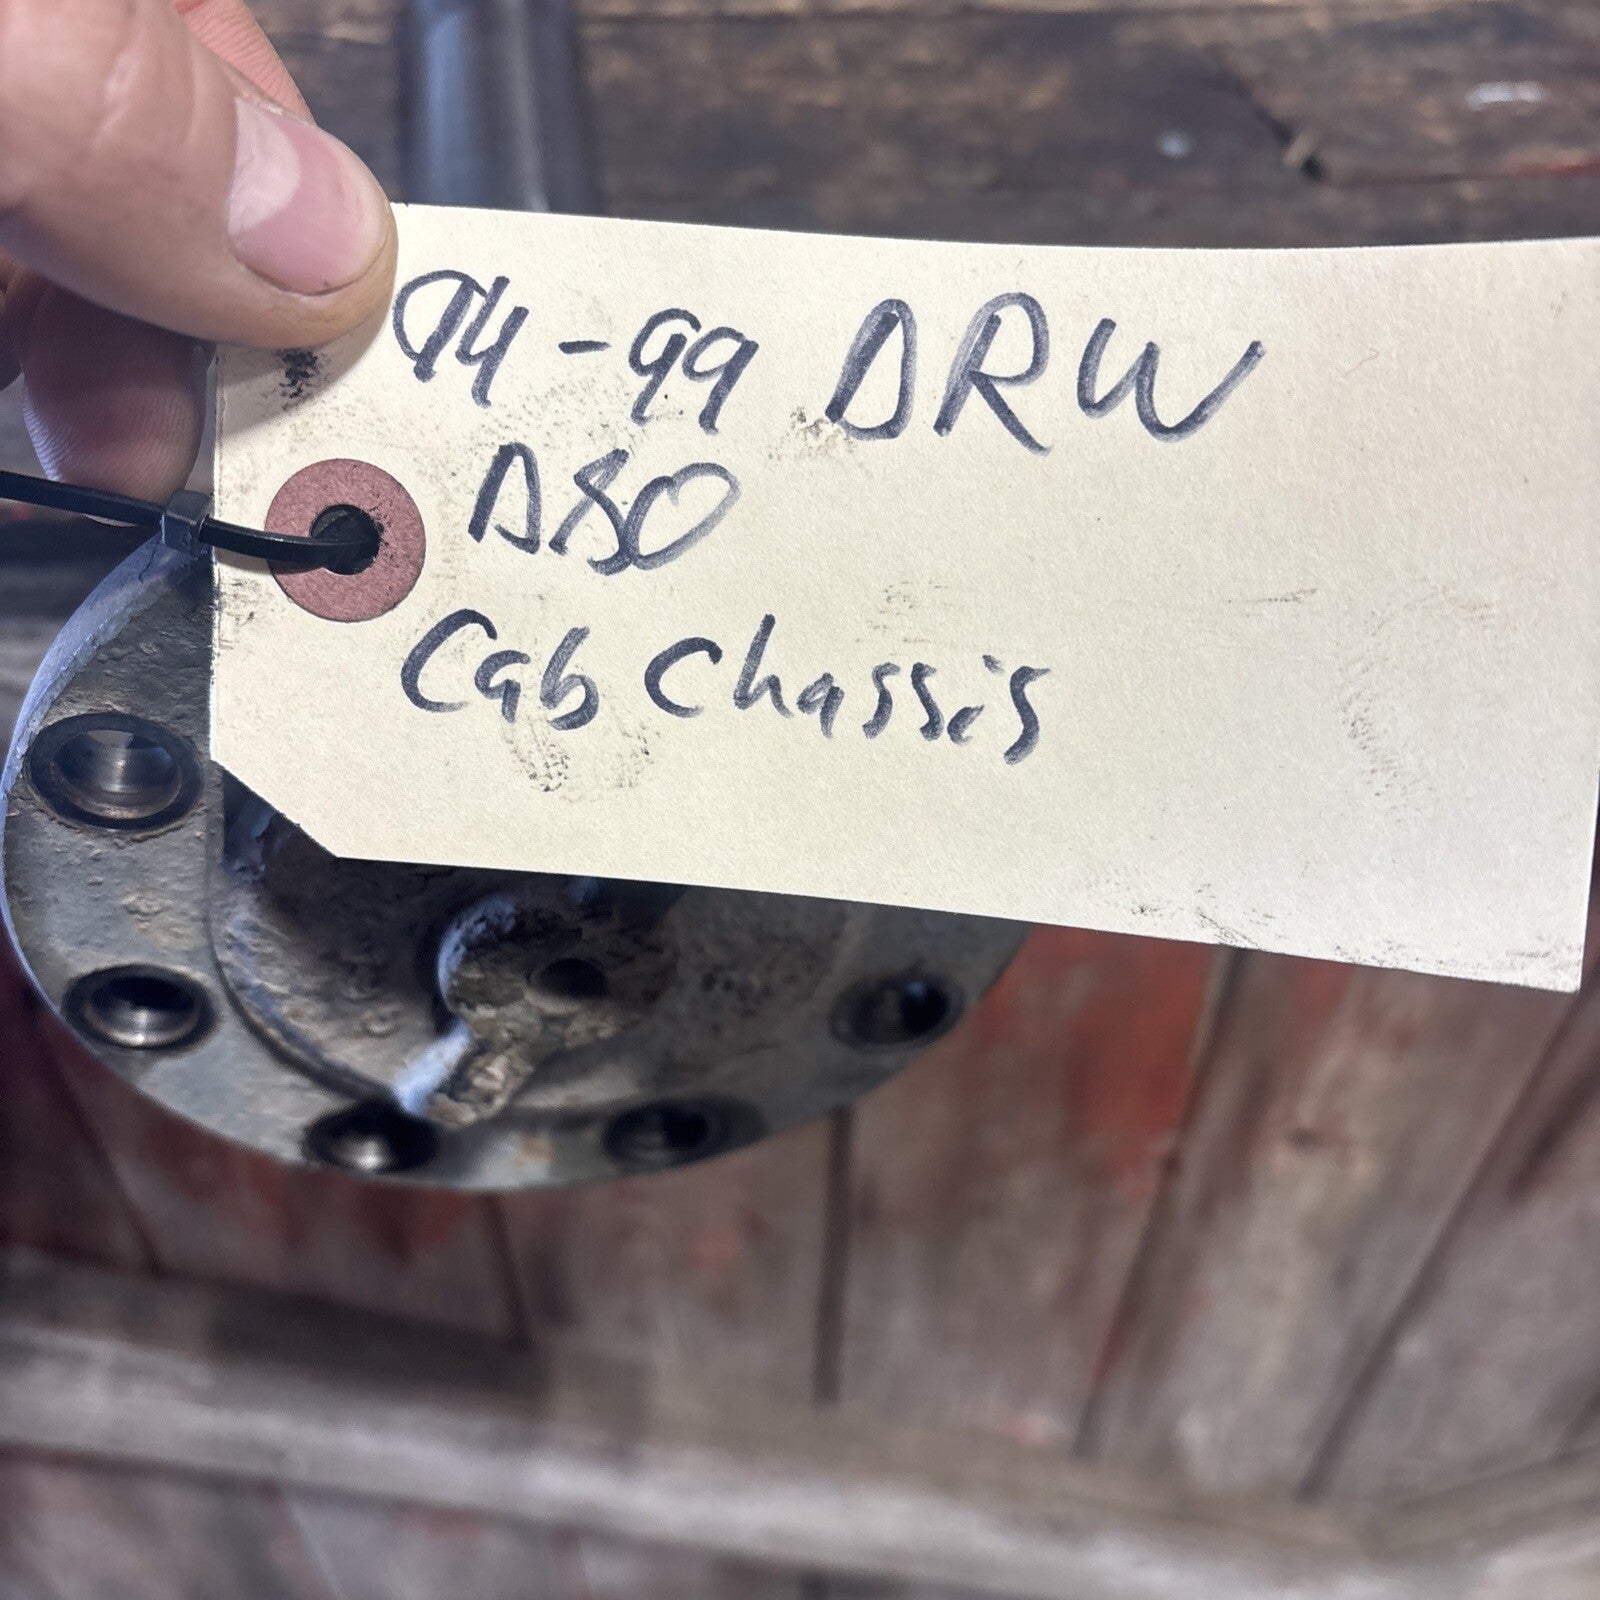 94-99 DRW
D80
Cab Chassis